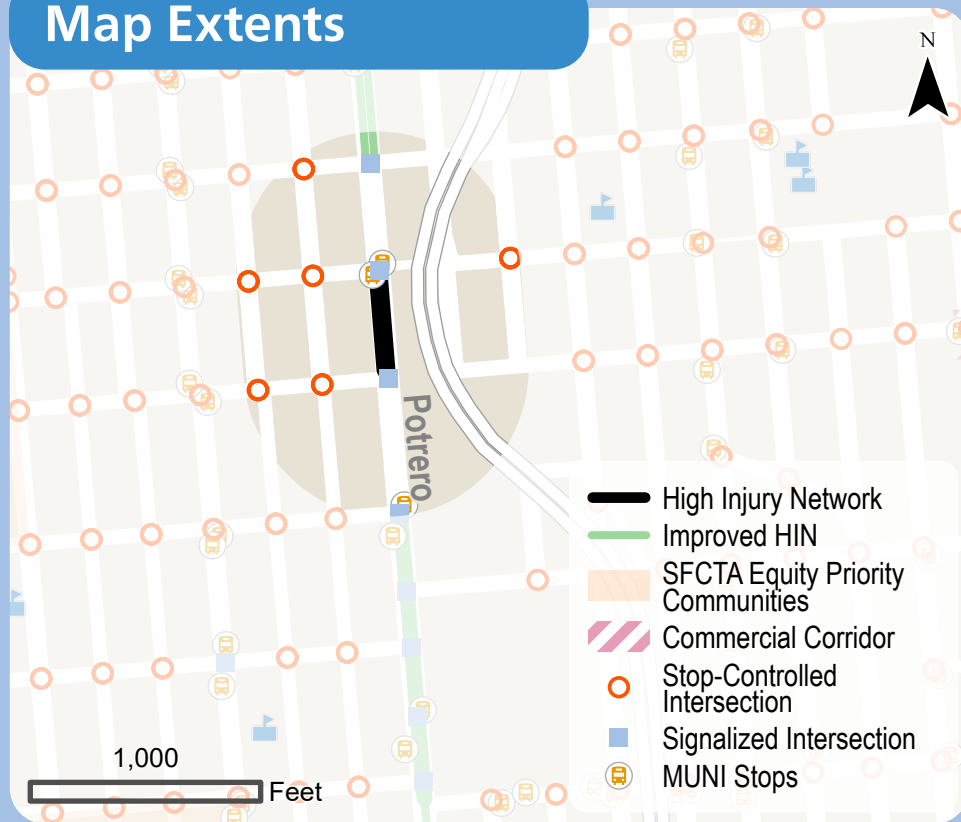 Map Extents
N
Potrero
High Injury Network
Improved HIN
SFCTA Equity Priority
Communities
Commercial Corridor
Stop-Controlled
Intersection
Signalized Intersection
MUNI Stops
1,000
Feet